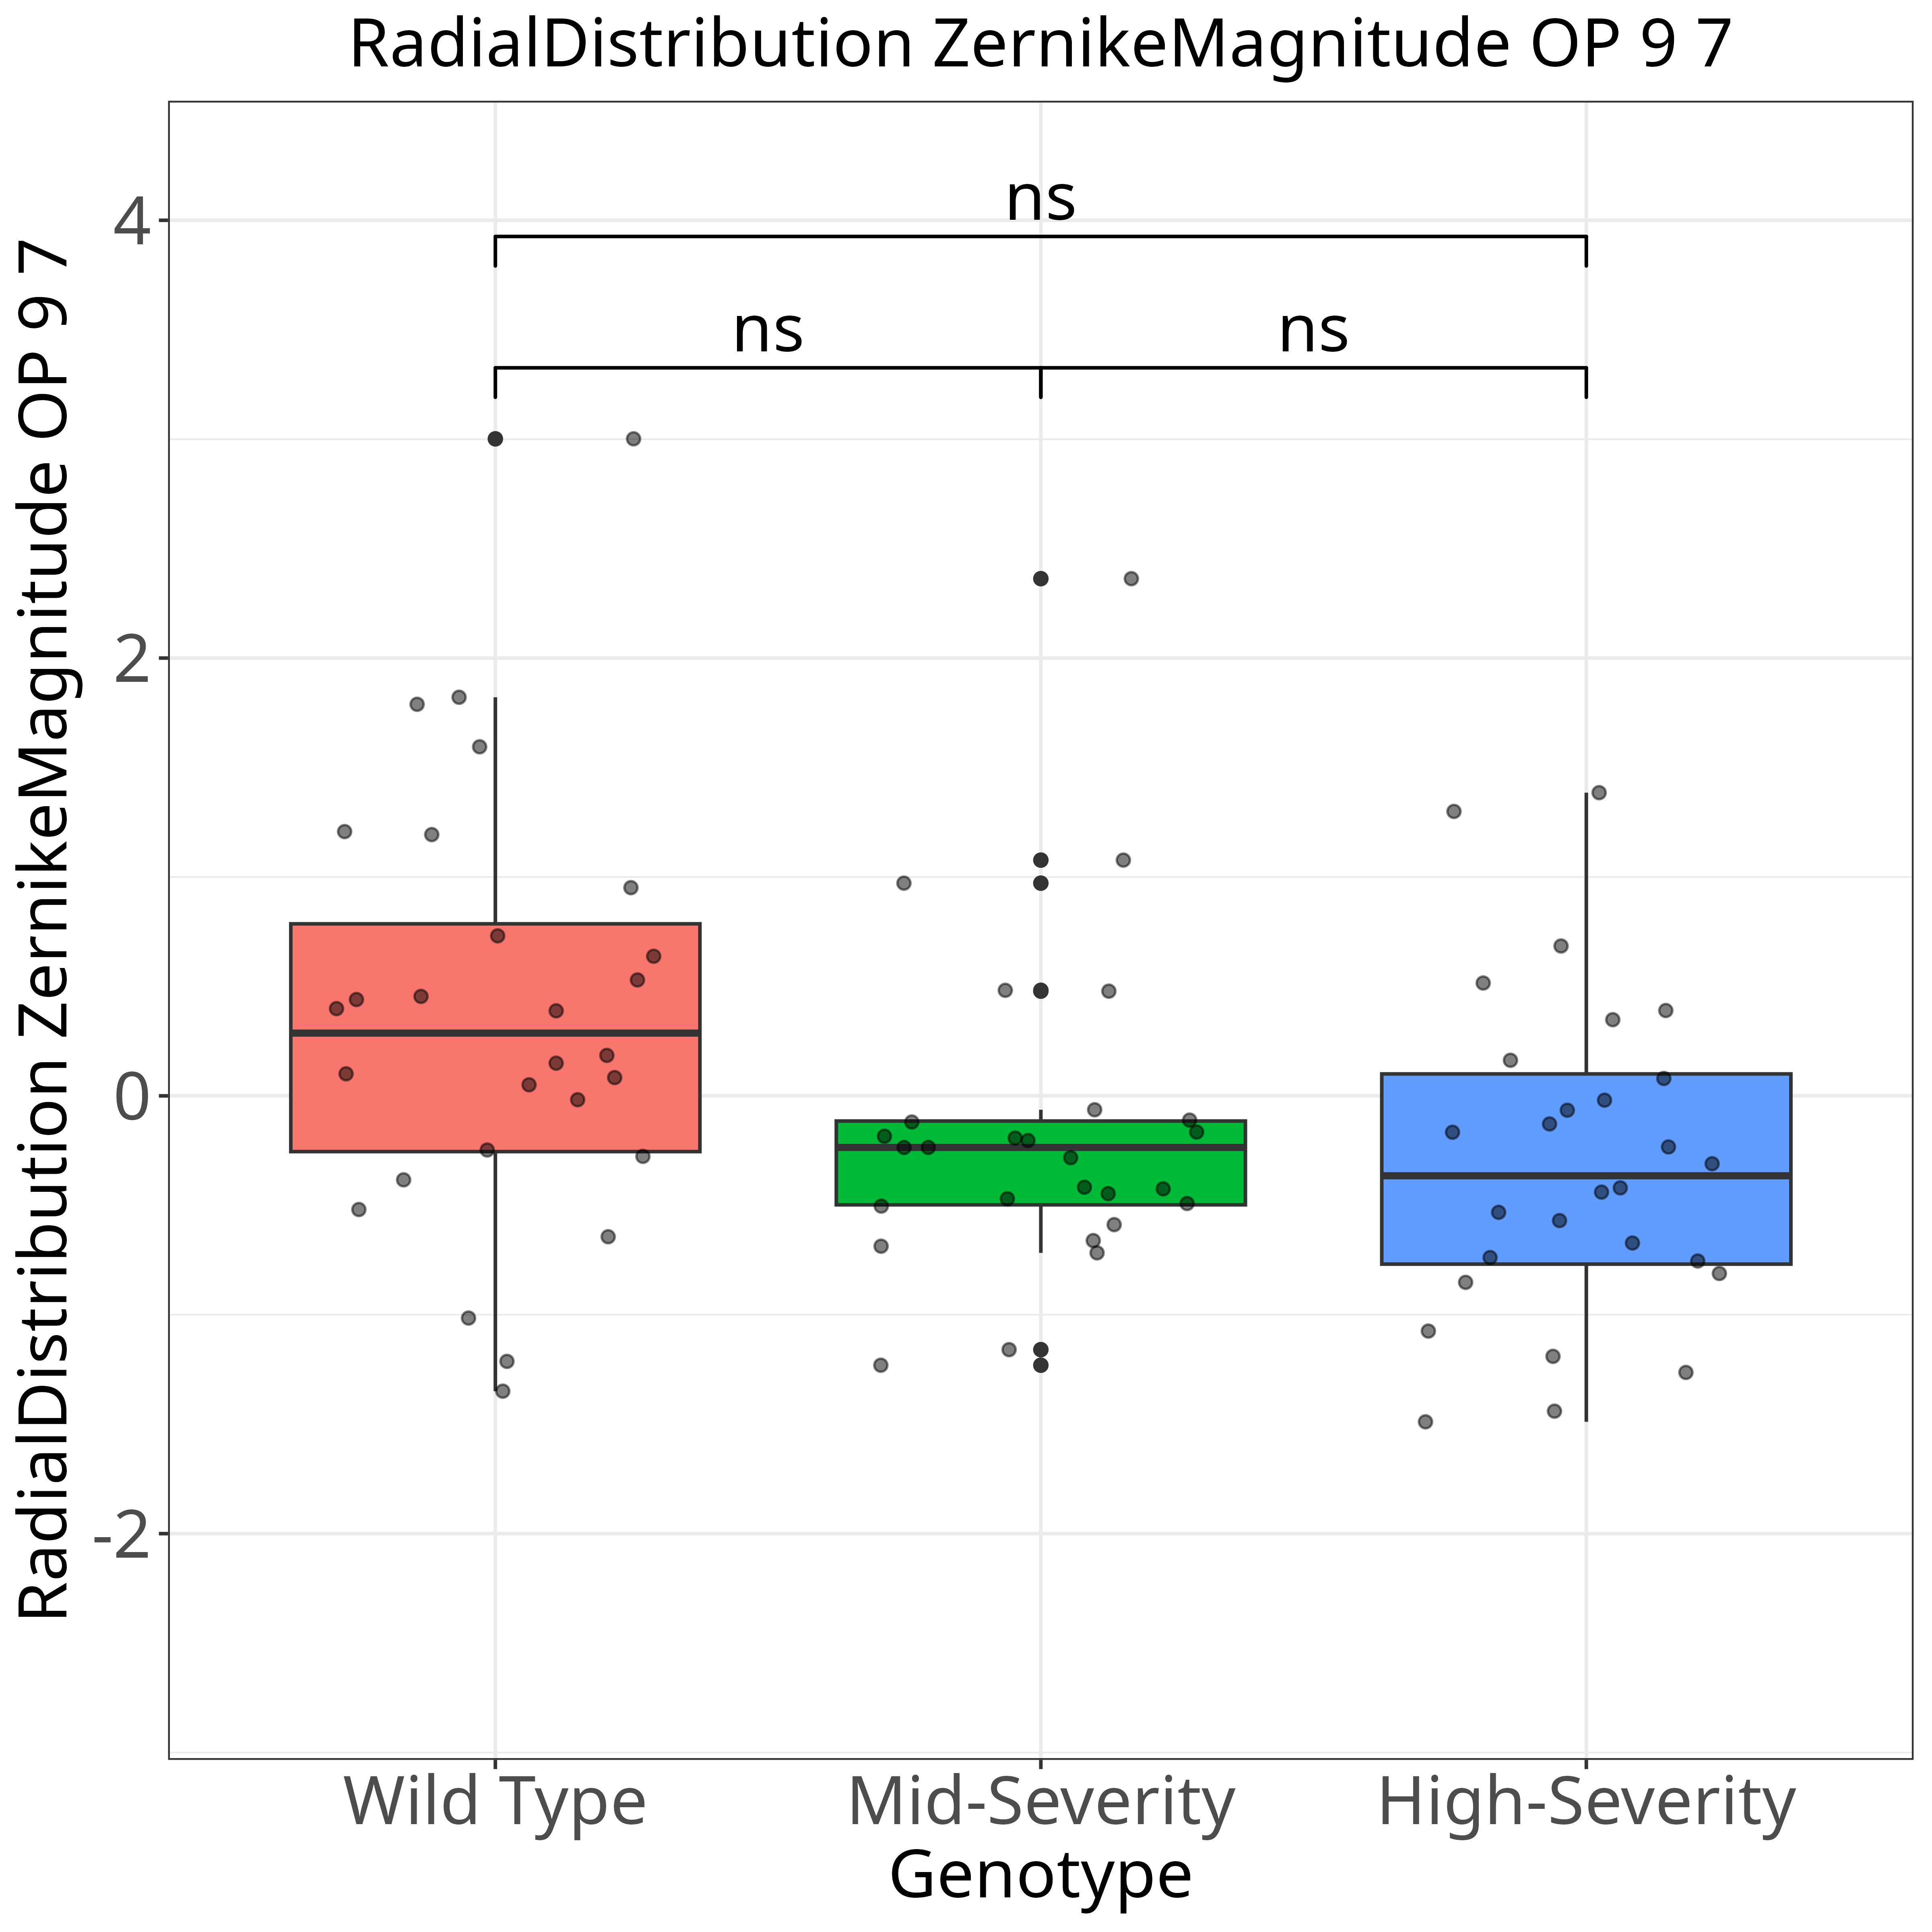 RadialDistribution ZernikeMagnitude OP 9 7
RadialDistribution ZernikeMagnitude OP 9 7
4
2
0
-2
ns
ns ns
Wild Type Mid-Severity High-Severity
Genotype